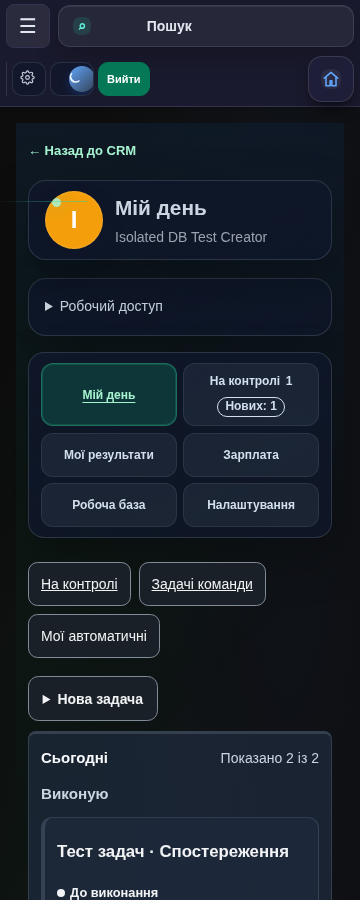 Пошук
Вийти
← Назад до CRM
І
Мій день
Isolated DB Test Creator
Робочий доступ
Мій день
На контролі 1
Нових: 1
Мої результати
Зарплата
Робоча база
Налаштування
На контролі
Задачі команди
Мої автоматичні
Нова задача
Сьогодні
Показано 2 із 2
Виконую
Тест задач · Спостереження
До виконання